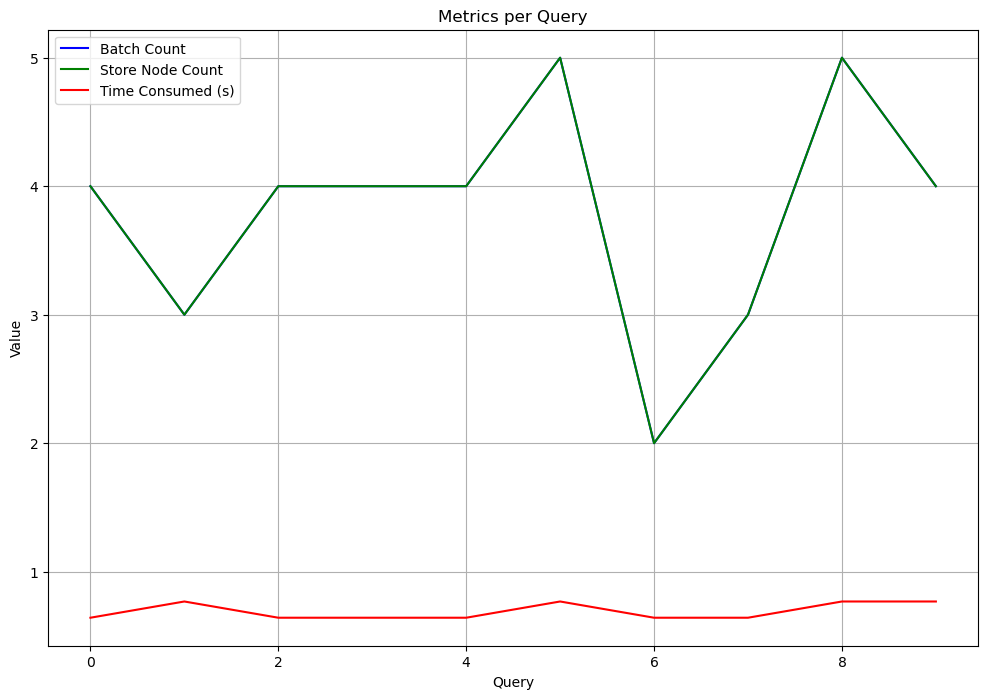 Metrics per Query
Batch Count
Store Node Count
Time Consumed (s)
5
4
3
2
1
Value
0 2 4 6 8
Query